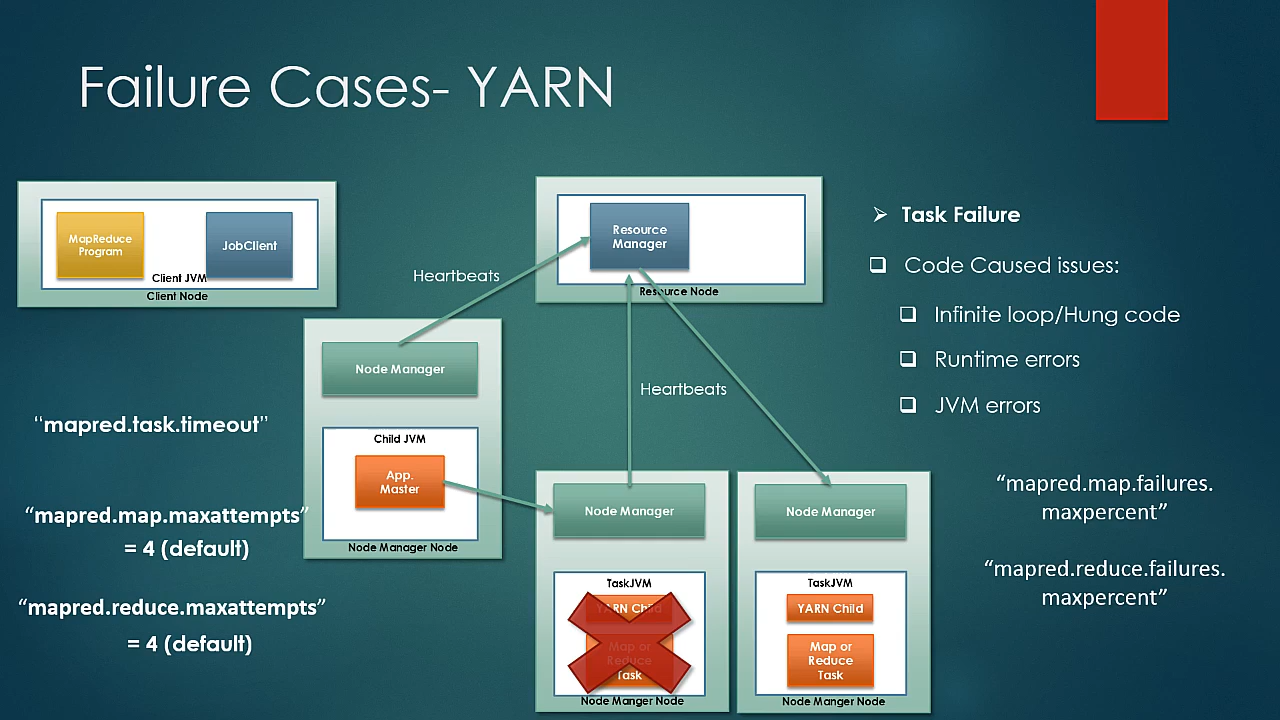 Failure Cases- YARN
MapReduce
Program
JobClient
Client JVM
Client Node
Resource
Manager
Resource Node
Heartbeats
Node Manager
Child JVM
App.
Master
Node Manager Node
Heartbeats
Node Manager
TaskJVM
YARN Child
Map or
Reduce
Task
Node Manger Node
Node Manager
TaskJVM
YARN Child
Map or
Reduce
Task
Node Manger Node
“mapred.task.timeout”
“mapred.map.maxattempts”
= 4 (default)
“mapred.reduce.maxattempts”
= 4 (default)
➢ Task Failure
❑ Code Caused issues:
❑ Infinite loop/Hung code
❑ Runtime errors
❑ JVM errors
“mapred.map.failures.
maxpercent”
“mapred.reduce.failures.
maxpercent”